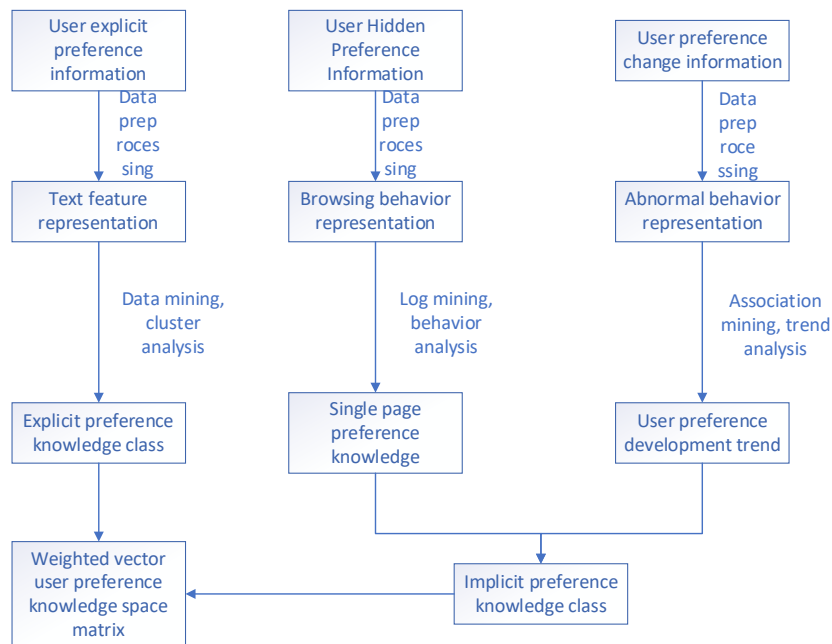 User explicit
preference
information
User Hidden
Preference
Information
User preference
change information
Data
prep
roces
sing
Data
prep
roces
sing
Data
prep
roce
ssing
Text feature
representation
Browsing behavior
representation
Abnormal behavior
representation
Data mining,
cluster
analysis
Log mining,
behavior
analysis
Association
mining, trend
analysis
Explicit preference
knowledge class
Single page
preference
knowledge
User preference
development trend
Weighted vector
user preference
knowledge space
matrix
Implicit preference
knowledge class